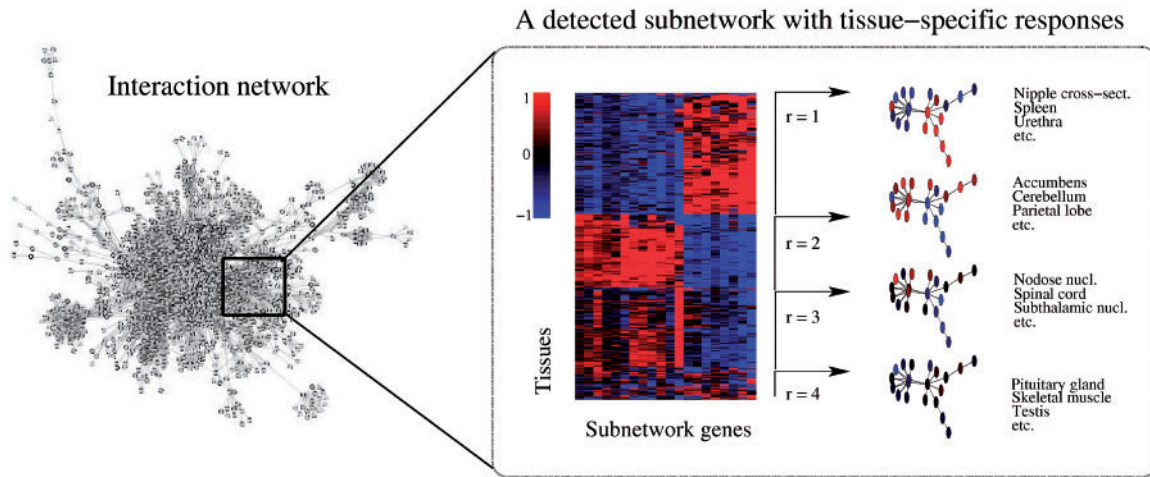 A detected subnetwork with tissue−specific responses
Interaction network
1
0
−1
Tissues
Subnetwork genes
r = 1
r = 2
r = 3
r = 4
Nipple cross−sect.
Spleen
Urethra
etc.
Accumbens
Cerebellum
Parietal lobe
etc.
Nodose nucl.
Spinal cord
Subthalamic nucl.
etc.
Pituitary gland
Skeletal muscle
Testis
etc.